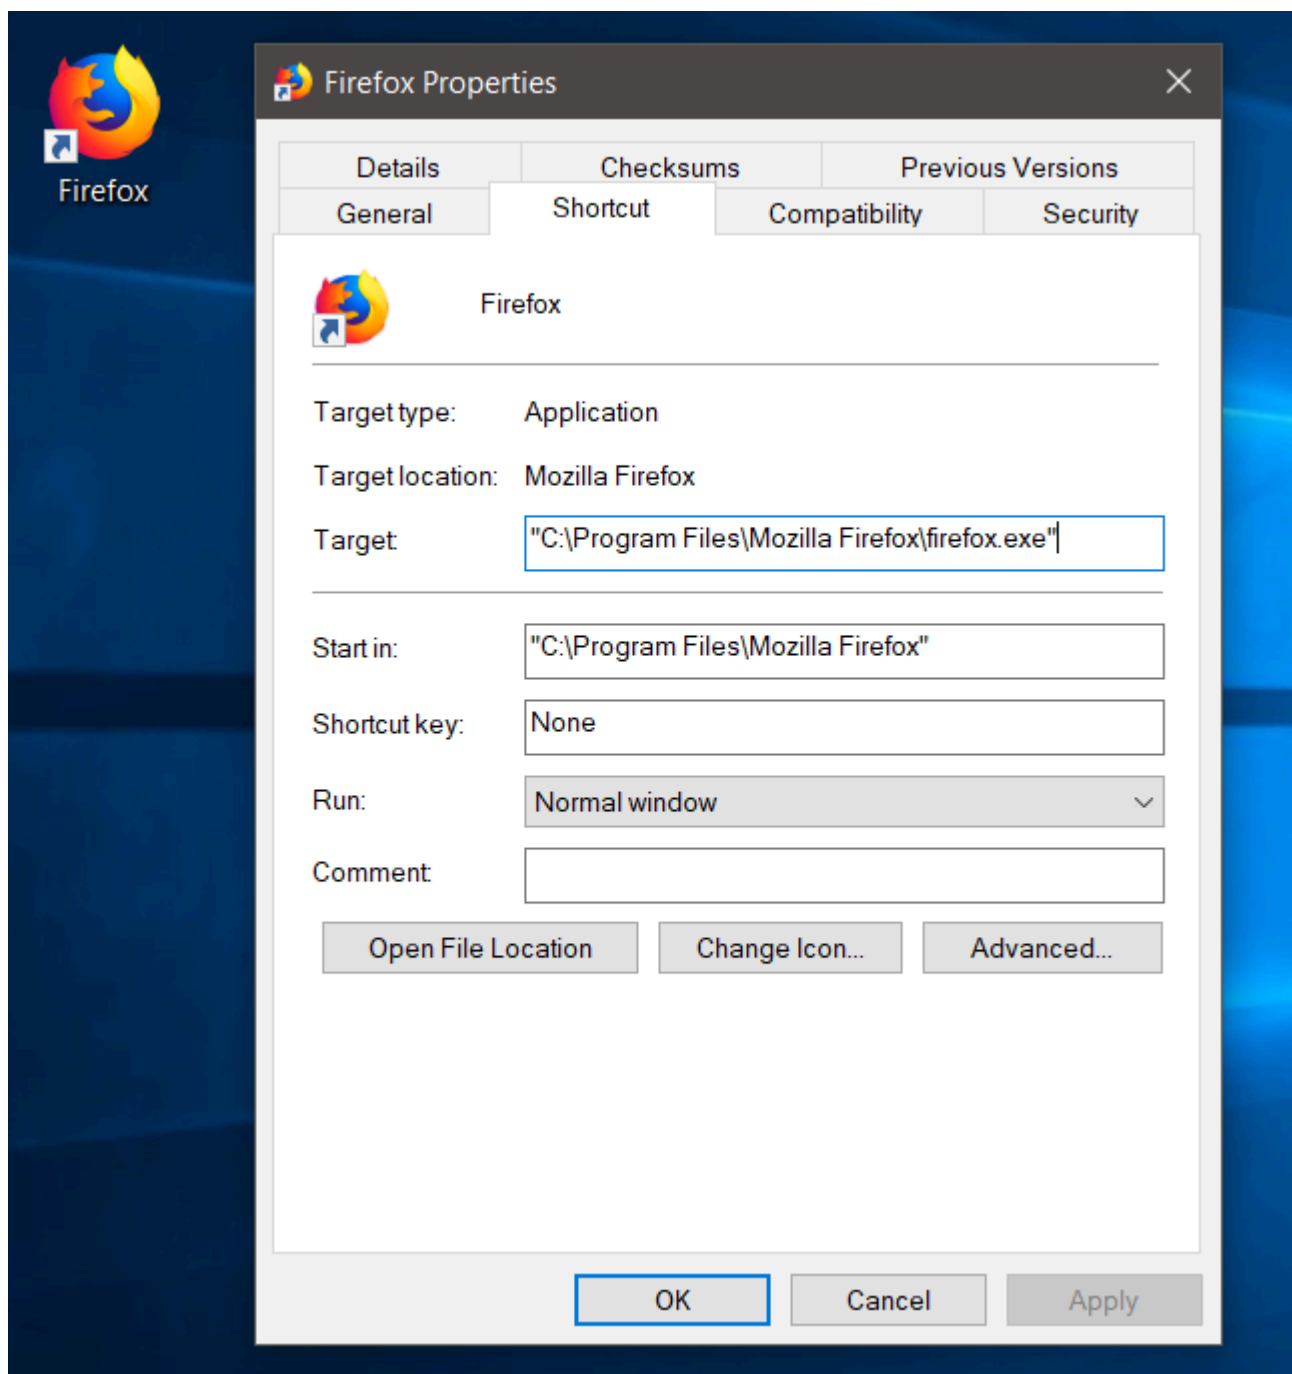 Firefox
Firefox Properties
Details Checksums Previous Versions
General Shortcut Compatibility Security
Firefox
Target type: Application
Target location: Mozilla Firefox
Target: "C:\Program Files\Mozilla Firefox\firefox.exe"
Start in: "C:\Program Files\Mozilla Firefox"
Shortcut key: None
Run: Normal window
Comment:
Open File Location Change Icon... Advanced...
OK Cancel Apply